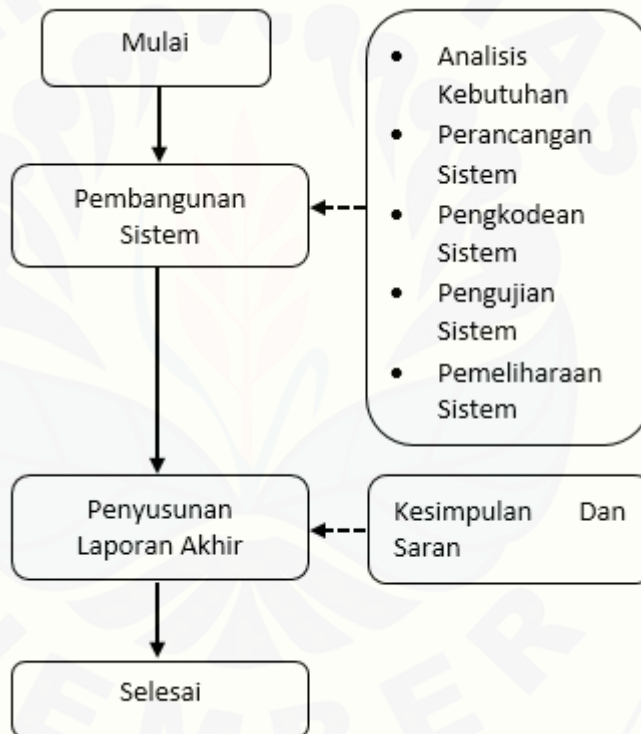 Mulai
Pembangunan
Sistem
• Analisis
Kebutuhan
• Perancangan
Sistem
• Pengkodean
Sistem
• Pengujian
Sistem
• Pemeliharaan
Sistem
Penyusunan
Laporan Akhir
Kesimpulan Dan
Saran
Selesai